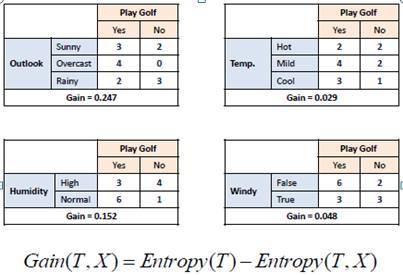 Play Golf
Yes No
Outlook Sunny 3 2
Overcast 4 0
Rainy 2 3
Gain = 0.247
Play Golf
Yes No
Temp. Hot 2 2
Mild 4 2
Cool 3 1
Gain = 0.029
Play Golf
Yes No
Humidity High 3 4
Normal 6 1
Gain = 0.152
Play Golf
Yes No
Windy False 6 2
True 3 3
Gain = 0.048
Gain(T, X) = Entropy(T) − Entropy(T, X)